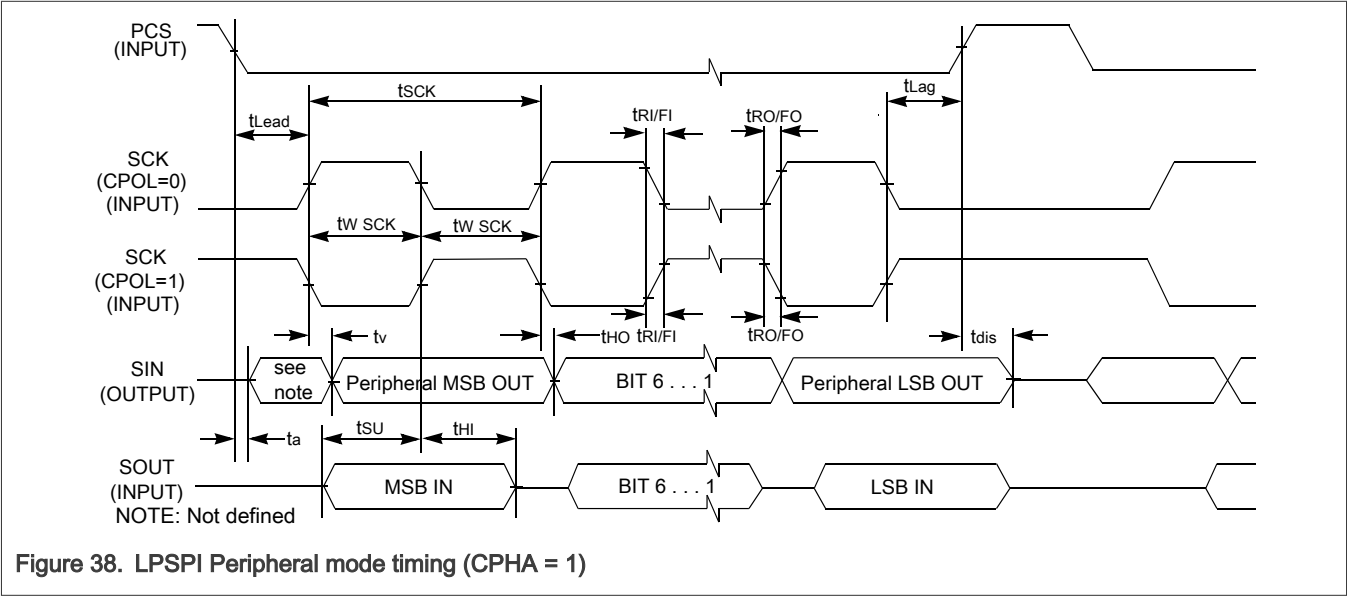 PCS
(INPUT)
tSCK
tLag
tLead
tRI/FI
tRO/FO
SCK
(CPOL=0)
(INPUT)
tW SCK
tW SCK
SCK
(CPOL=1)
(INPUT)
tv
tHO
tRI/FI
tRO/FO
tdis
SIN
(OUTPUT)
see
note
Peripheral MSB OUT
BIT 6 . . . 1
Peripheral LSB OUT
ta
tSU
tHI
SOUT
(INPUT)
MSB IN
BIT 6 . . . 1
LSB IN
NOTE: Not defined
Figure 38. LPSPI Peripheral mode timing (CPHA = 1)